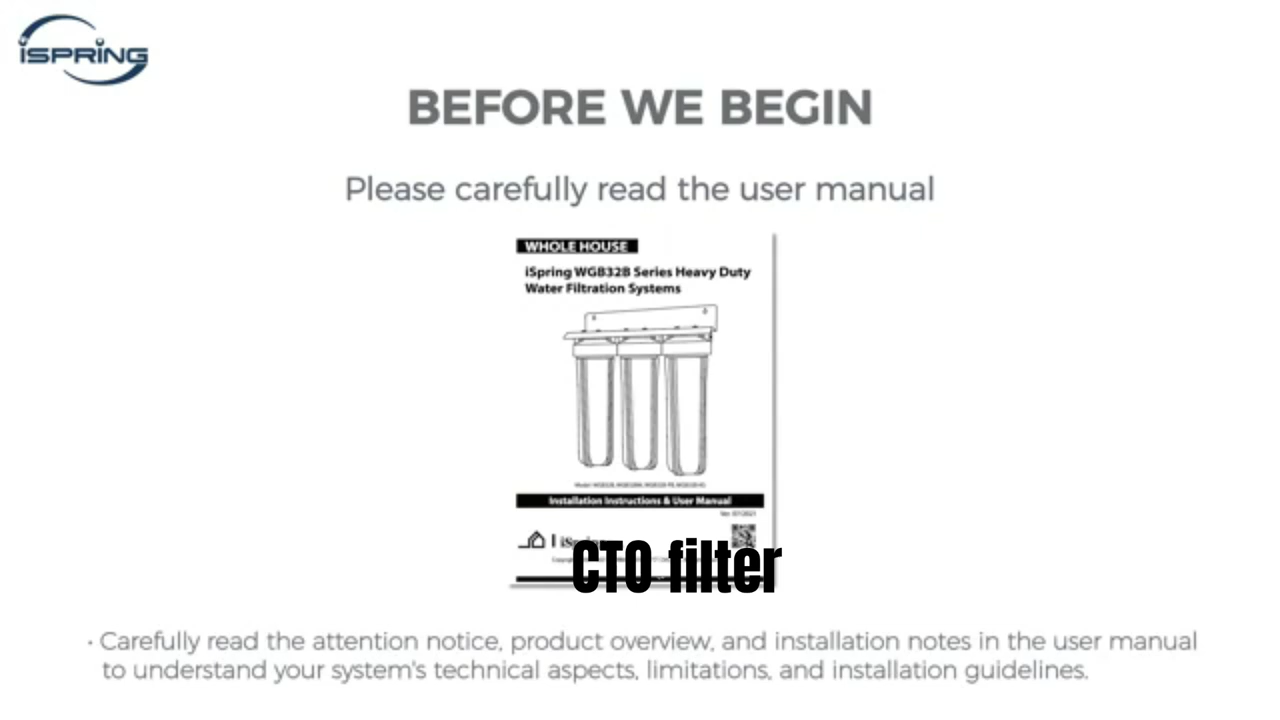 iSPRING
BEFORE WE BEGIN
Please carefully read the user manual
WHOLE HOUSE
iSpring WGB32B Series Heavy Duty
Water Filtration Systems
Installation Instructions & User Manual
CTO filter
· Carefully read the attention notice, product overview, and installation notes in the user manual
to understand your system's technical aspects, limitations, and installation guidelines.